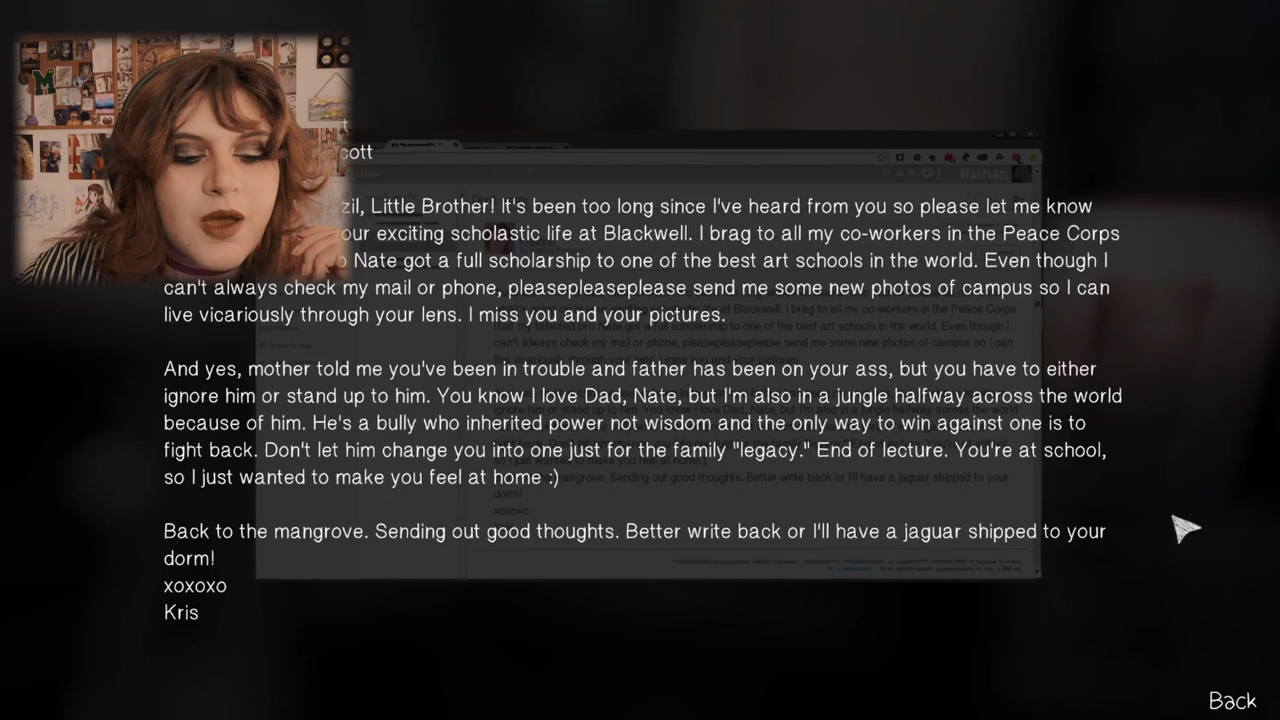 cott
zil, Little Brother! It's been too long since I've heard from you so please let me know
our exciting scholastic life at Blackwell. I brag to all my co-workers in the Peace Corps
o Nate got a full scholarship to one of the best art schools in the world. Even though I
can't always check my mail or phone, pleasepleaseplease send me some new photos of campus so I can
live vicariously through your lens. I miss you and your pictures.
And yes, mother told me you've been in trouble and father has been on your ass, but you have to either
ignore him or stand up to him. You know I love Dad, Nate, but I'm also in a jungle halfway across the world
because of him. He's a bully who inherited power not wisdom and the only way to win against one is to
fight back. Don't let him change you into one just for the family "legacy." End of lecture. You're at school,
so I just wanted to make you feel at home :)
Back to the mangrove. Sending out good thoughts. Better write back or I'll have a jaguar shipped to your
dorm!
xoxoxo
Kris
Nathan
M
Back